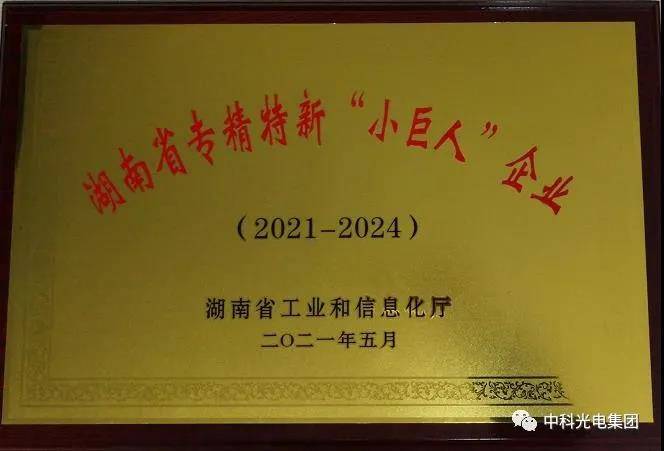 湖南省专精特新“小巨人”企业
（2021-2024）
湖南省工业和信息化厅
二〇二一年五月
中科光电集团